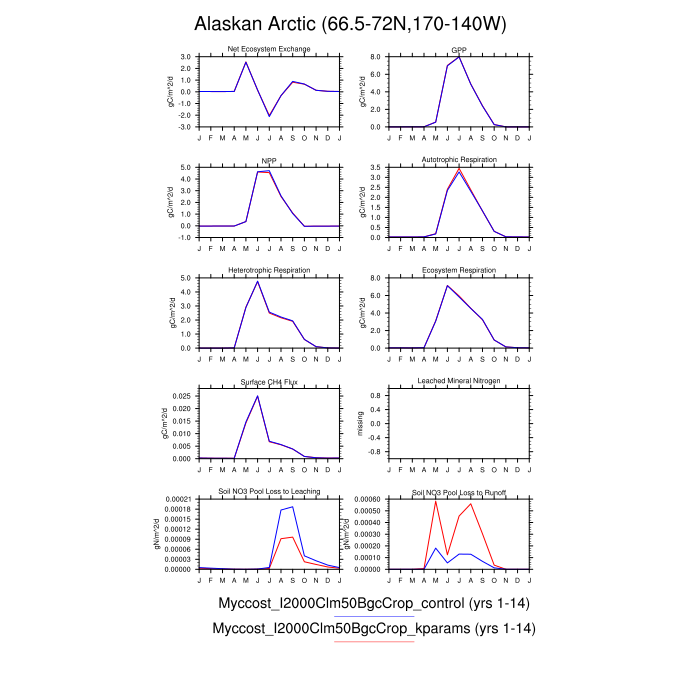 Alaskan Arctic (66.5-72N,170-140W)
Net Ecosystem Exchange
gC/m^2/d
3.0
2.0
1.0
0.0
-1.0
-2.0
-3.0
J F M A M J J A S O N D J
GPP
gC/m^2/d
8.0
6.0
4.0
2.0
0.0
J F M A M J J A S O N D J
NPP
gC/m^2/d
5.0
4.0
3.0
2.0
1.0
0.0
-1.0
J F M A M J J A S O N D J
Autotrophic Respiration
gC/m^2/d
3.5
3.0
2.5
2.0
1.5
1.0
0.5
0.0
J F M A M J J A S O N D J
Heterotrophic Respiration
gC/m^2/d
5.0
4.0
3.0
2.0
1.0
0.0
J F M A M J J A S O N D J
Ecosystem Respiration
gC/m^2/d
8.0
6.0
4.0
2.0
0.0
J F M A M J J A S O N D J
Surface CH4 Flux
gC/m^2/d
0.025
0.020
0.015
0.010
0.005
0.000
J F M A M J J A S O N D J
Leached Mineral Nitrogen
missing
0.8
0.4
-0.0
-0.4
-0.8
J F M A M J J A S O N D J
Soil NO3 Pool Loss to Leaching
gN/m^2/d
0.00021
0.00018
0.00015
0.00012
0.00009
0.00006
0.00003
0.00000
J F M A M J J A S O N D J
Soil NO3 Pool Loss to Runoff
gN/m^2/d
0.00060
0.00045
0.00030
0.00020
0.00010
0.00000
J F M A M J J A S O N D J
Myccost_I2000Clm50BgcCrop_control (yrs 1-14)
Myccost_I2000Clm50BgcCrop_kparams (yrs 1-14)